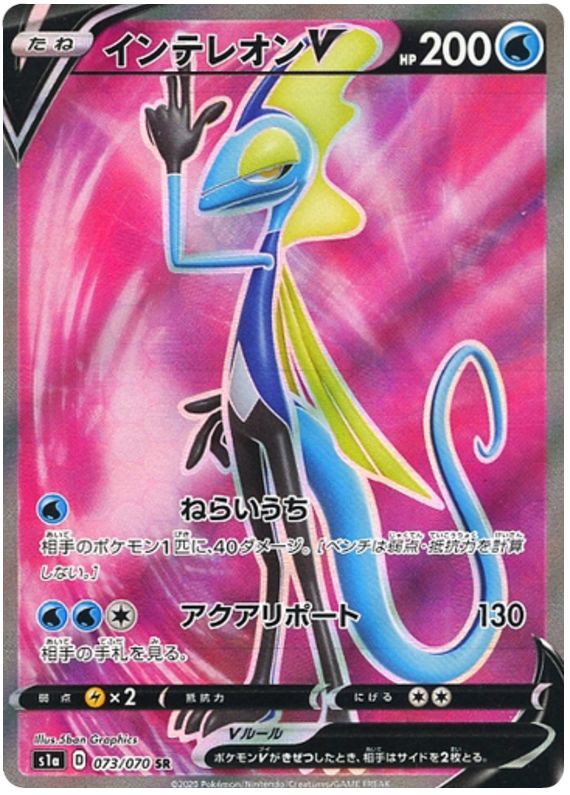 たね インテレオンV HP200
ねらいうち
相手のポケモン1匹に、40ダメージ。[ベンチは弱点・抵抗力を計算
しない。]
アクアリポート 130
相手の手札を見る。
弱点 ×2 抵抗力 にげる
Vルール
ポケモンVがきぜつしたとき、相手はサイドを2枚とる。
Illus. 5ban Graphics
s1a D 073/070 SR
©2020 Pokémon/Nintendo/Creatures/GAME FREAK